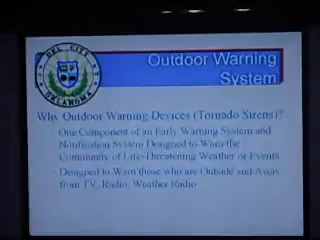 DEL CITY
OKLAHOMA
Outdoor Warning
System
Why Outdoor Warning Devices (Tornado Sirens)?
- One Component of an Early Warning System and
Notification System Designed to Warn the
Community of Life-Threatening Weather or Events
- Designed to Warn those who are Outside and Away
from TV, Radio, Weather Radio